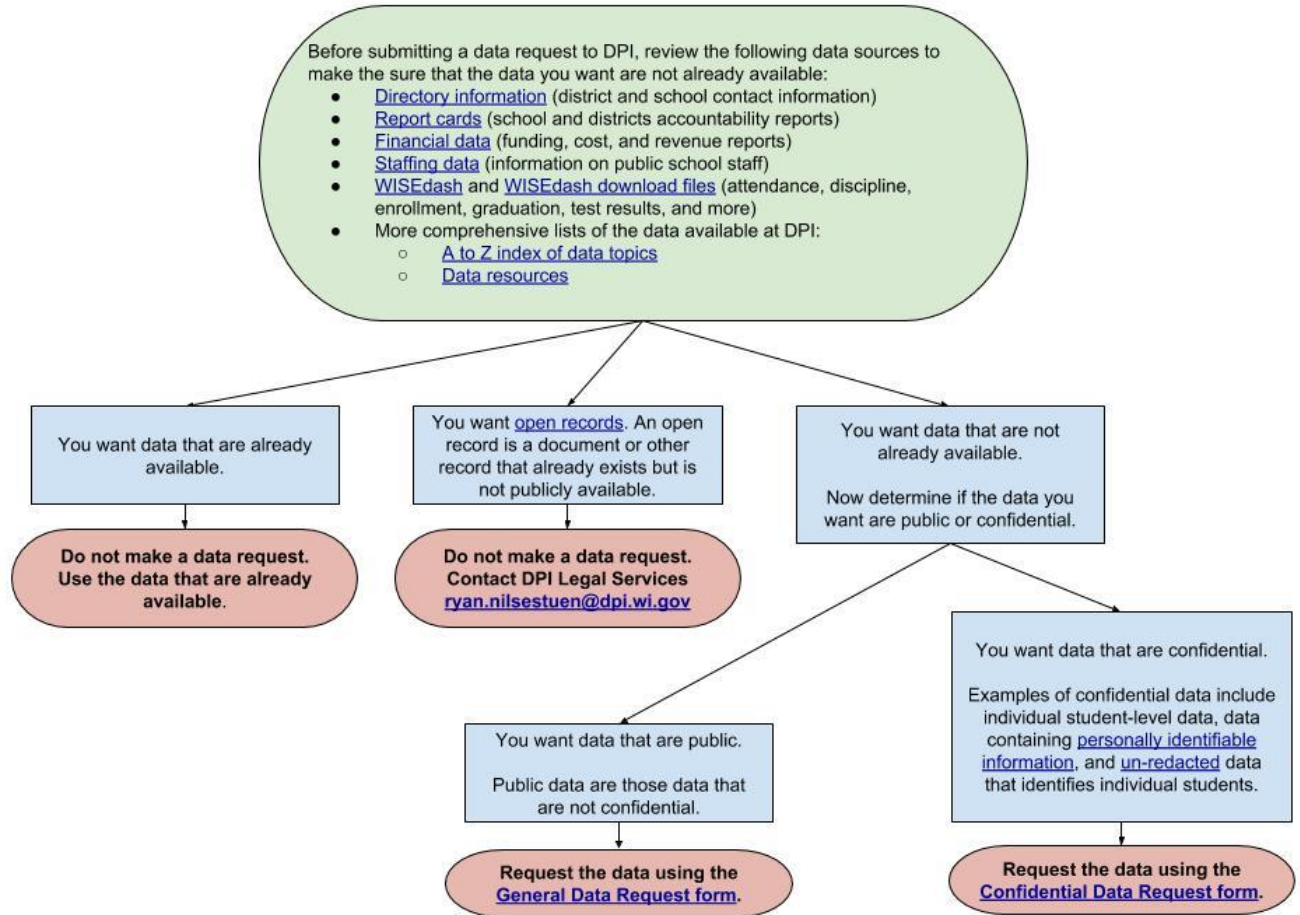 Before submitting a data request to DPI, review the following data sources to
make the sure that the data you want are not already available:
● Directory information (district and school contact information)
● Report cards (school and districts accountability reports)
● Financial data (funding, cost, and revenue reports)
● Staffing data (information on public school staff)
● WISEdash and WISEdash download files (attendance, discipline,
enrollment, graduation, test results, and more)
● More comprehensive lists of the data available at DPI:
○ A to Z index of data topics
○ Data resources
You want data that are already
available.
Do not make a data request.
Use the data that are already
available.
You want open records. An open
record is a document or other
record that already exists but is
not publicly available.
Do not make a data request.
Contact DPI Legal Services
ryan.nilsestuen@dpi.wi.gov
You want data that are not
already available.
Now determine if the data you
want are public or confidential.
You want data that are public.
Public data are those data that
are not confidential.
Request the data using the
General Data Request form.
You want data that are confidential.
Examples of confidential data include
individual student-level data, data
containing personally identifiable
information, and un-redacted data
that identifies individual students.
Request the data using the
Confidential Data Request form.